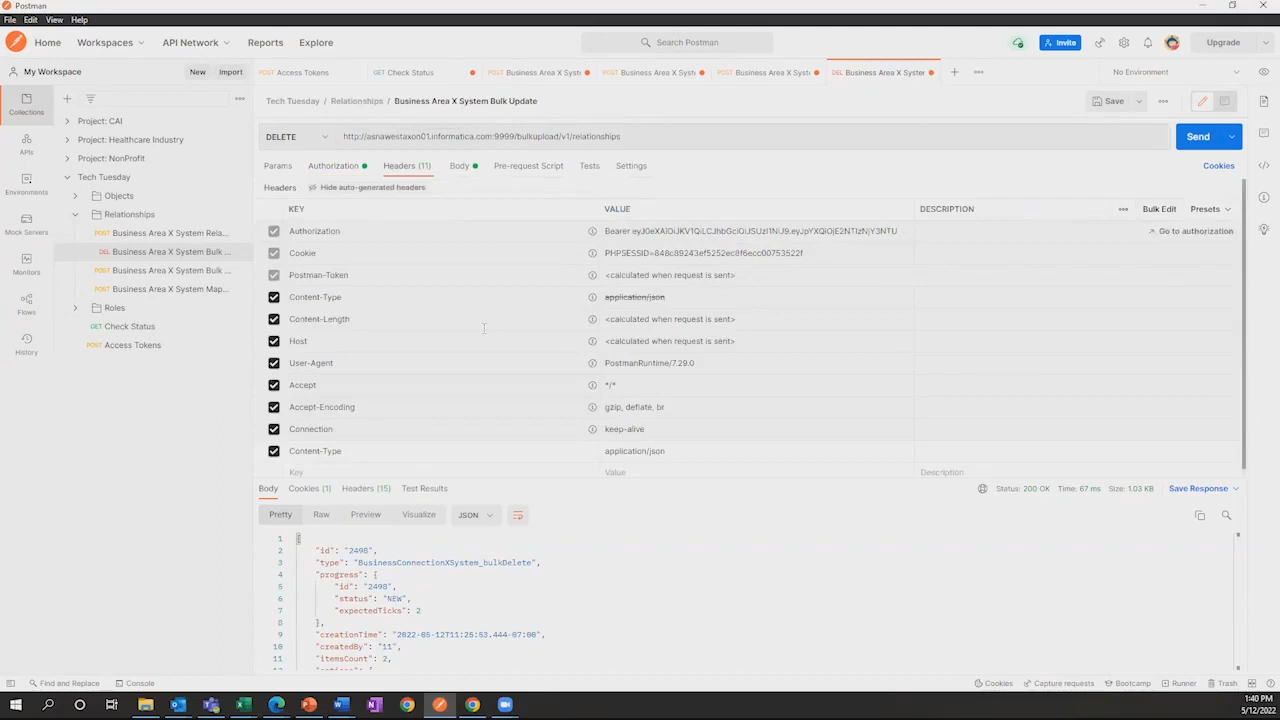 Postman
File Edit View Help
Home Workspaces API Network Reports Explore Search Postman Invite Upgrade
My Workspace New Import Access Tokens GET Check Status POST Business Area X Syste POST Business Area X Syste POST Business Area X Syste DEL Business Area X System No Environment
Collections
APIs
Environments
Mock Servers
Monitors
Flows
History
Project: CAI
Project: Healthcare Industry
Project: NonProfit
Tech Tuesday
Objects
Relationships
POST Business Area X System Rela...
DEL Business Area X System Bulk ...
POST Business Area X System Bulk ...
POST Business Area X System Map...
Roles
GET Check Status
POST Access Tokens
Tech Tuesday / Relationships / Business Area X System Bulk Update Save
DELETE http://asnawestaxon01.informatica.com:9999/bulkupload/v1/relationships Send
Params Authorization Headers (11) Body Pre-request Script Tests Settings Cookies
Headers Hide auto-generated headers
KEY VALUE DESCRIPTION Bulk Edit Presets
Authorization Go to authorization
Cookie
Postman-Token <calculated when request is sent>
Content-Type application/json
Content-Length <calculated when request is sent>
Host <calculated when request is sent>
User-Agent PostmanRuntime/7.29.0
Accept */*
Accept-Encoding gzip, deflate, br
Connection keep-alive
Content-Type application/json
Key Value Description
Body Cookies (1) Headers (15) Test Results Status: 200 OK Time: 67 ms Size: 1.03 KB Save Response
Pretty Raw Preview Visualize JSON
1 {
2 "id": "2498",
3 "type": "BusinessConnectionXSystem_bulkDelete",
4 "progress": {
5 "id": "2498",
6 "status": "NEW",
7 "expectedTicks": 2
8 },
9 "creationTime": "2022-05-12T11:25:53.444-07:00",
10 "createdBy": "11",
11 "itemsCount": 2,
Find and Replace Console Cookies Capture requests Bootcamp Runner Trash
1:40 PM
5/12/2022